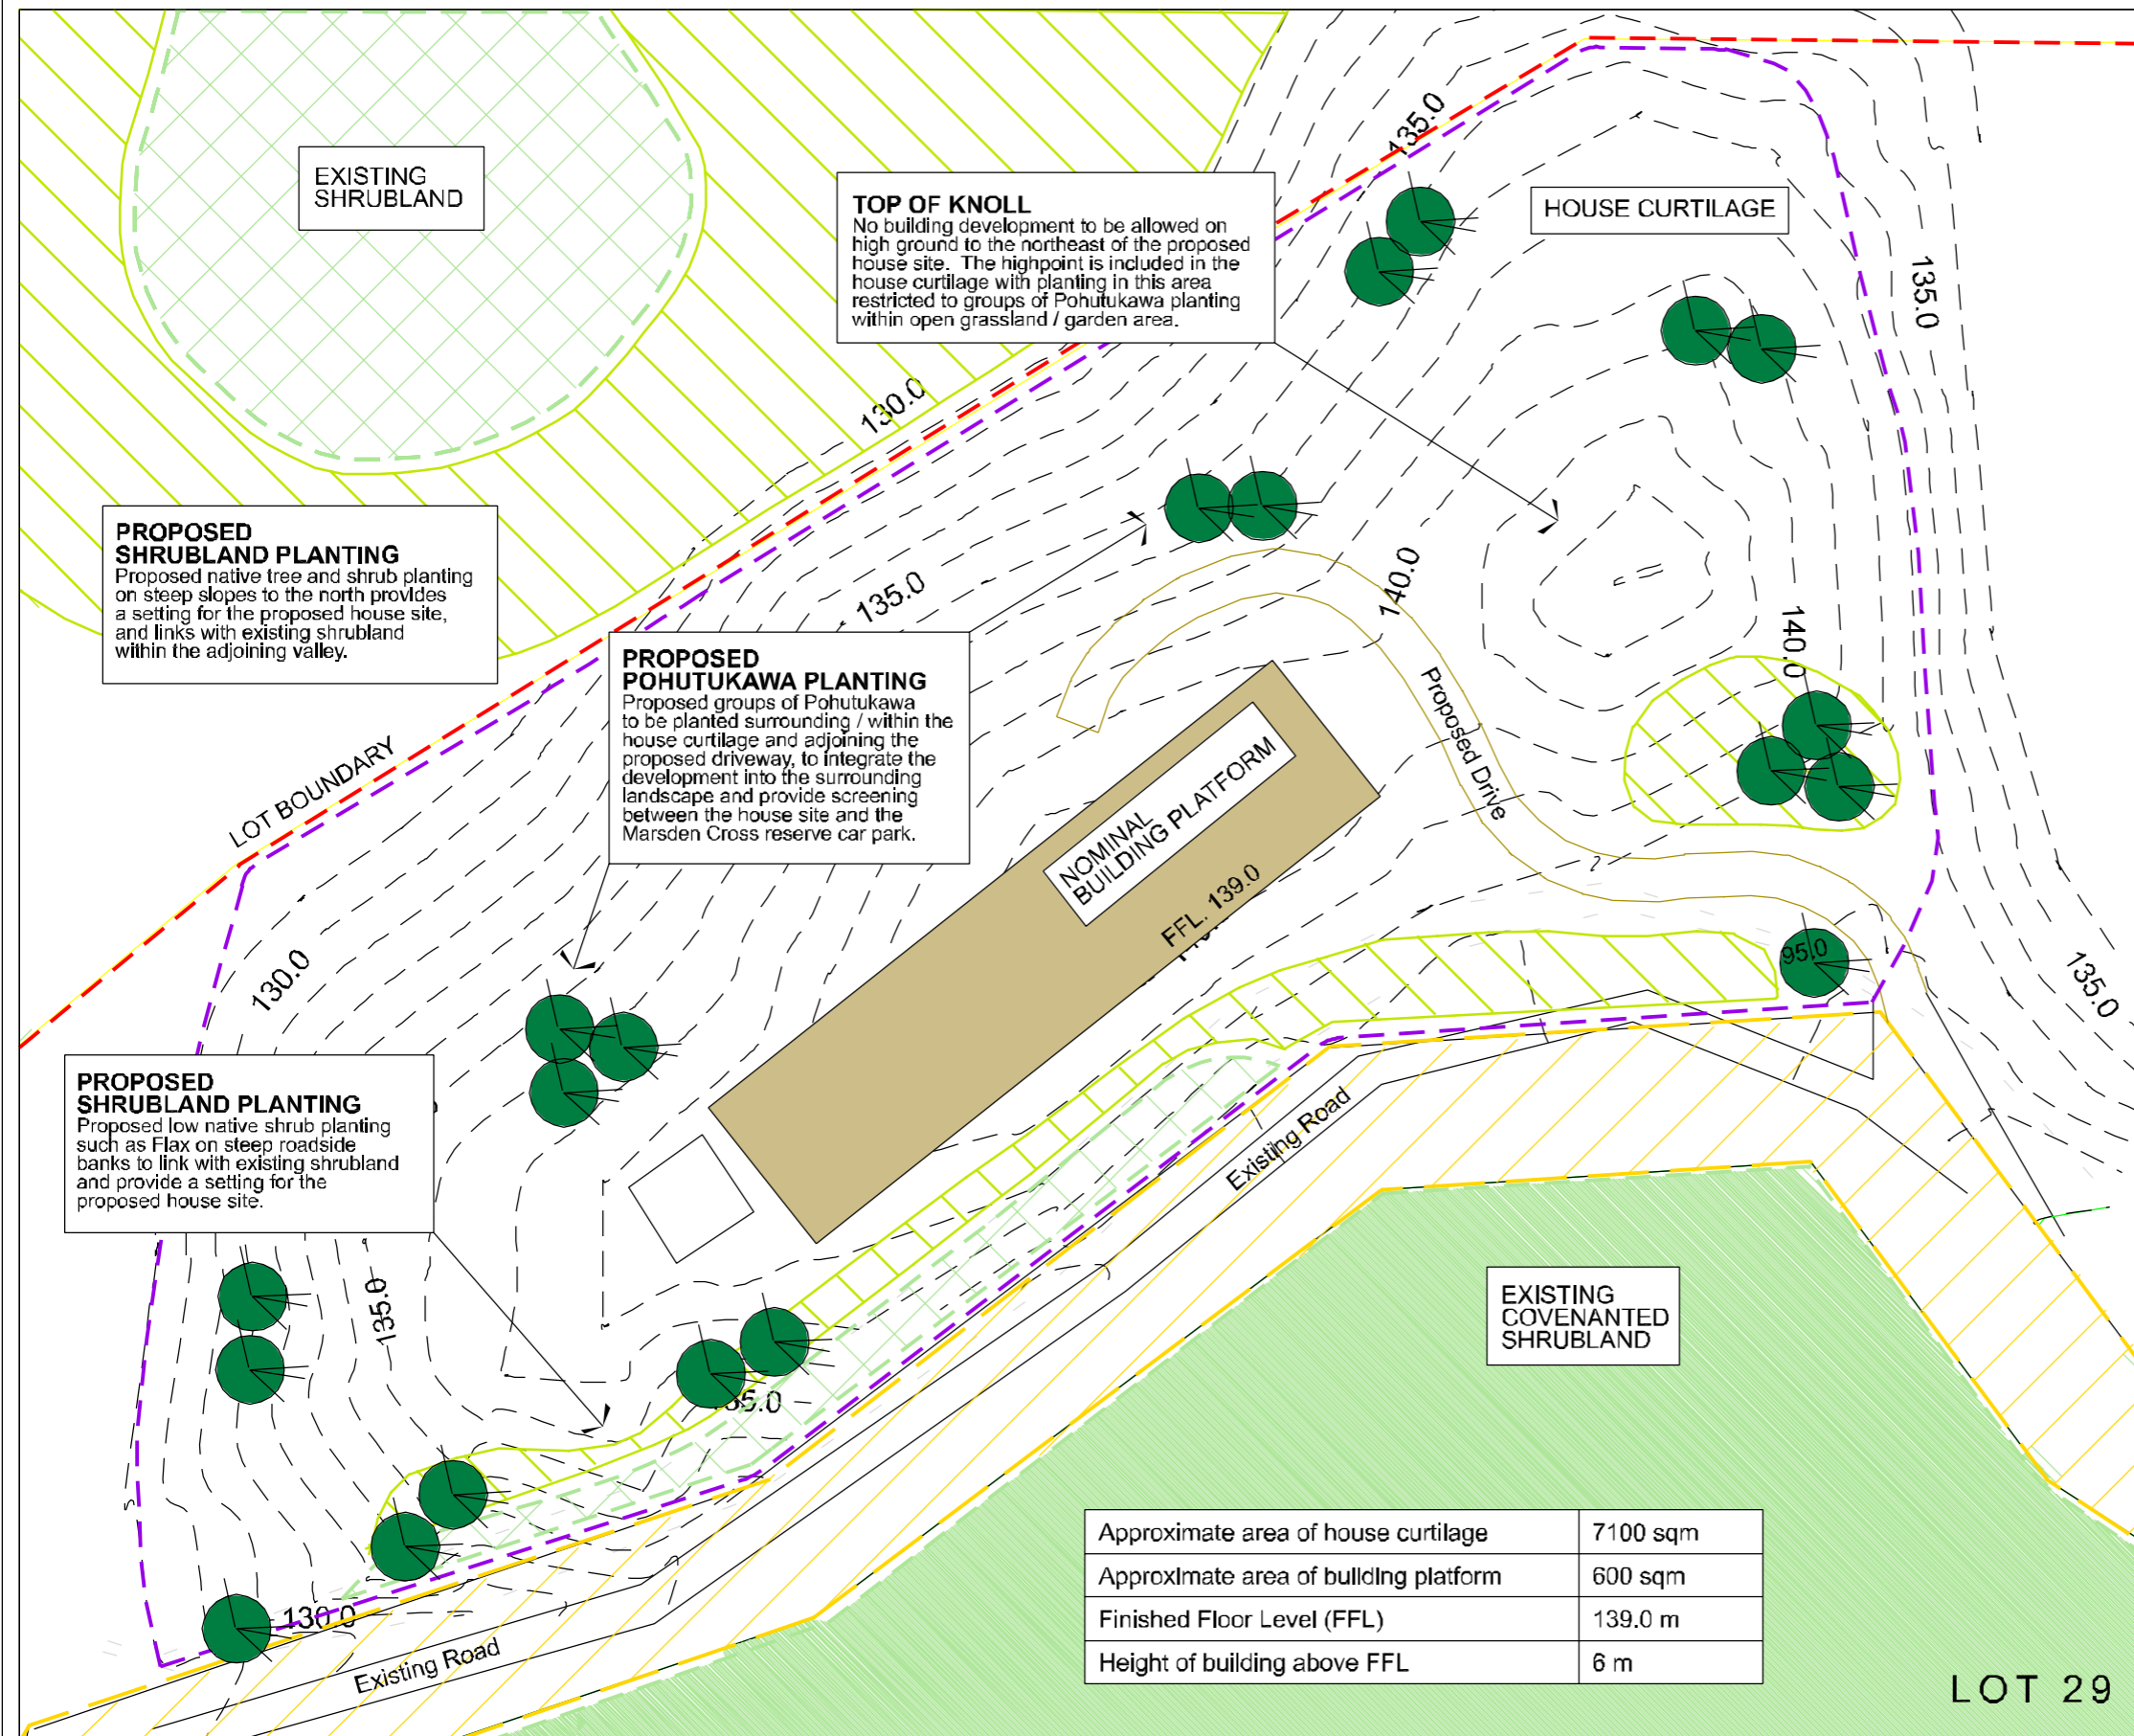 EXISTING
SHRUBLAND
TOP OF KNOLL
No building development to be allowed on
high ground to the northeast of the proposed
house site. The highpoint is included in the
house curtilage with planting in this area
restricted to groups of Pohutukawa planting
within open grassland / garden area.
135.0
HOUSE CURTILAGE
135.0
130.0
PROPOSED
SHRUBLAND PLANTING
Proposed native tree and shrub planting
on steep slopes to the north provides
a setting for the proposed house site,
and links with existing shrubland
within the adjoining valley.
135.0
140.0
140.0
PROPOSED
POHUTUKAWA PLANTING
Proposed groups of Pohutukawa
to be planted surrounding / within the
house curtilage and adjoining the
proposed driveway, to integrate the
development into the surrounding
landscape and provide screening
between the house site and the
Marsden Cross reserve car park.
LOT BOUNDARY
Proposed Drive
NOMINAL
BUILDING PLATFORM
FFL. 139.0
130.0
95.0
135.0
PROPOSED
SHRUBLAND PLANTING
Proposed low native shrub planting
such as Flax on steep roadside
banks to link with existing shrubland
and provide a setting for the
proposed house site.
Existing Road
135.0
EXISTING
COVENANTED
SHRUBLAND
130.0
Existing Road
Approximate area of house curtilage 7100 sqm
Approximate area of building platform 600 sqm
Finished Floor Level (FFL) 139.0 m
Height of building above FFL 6 m
LOT 29